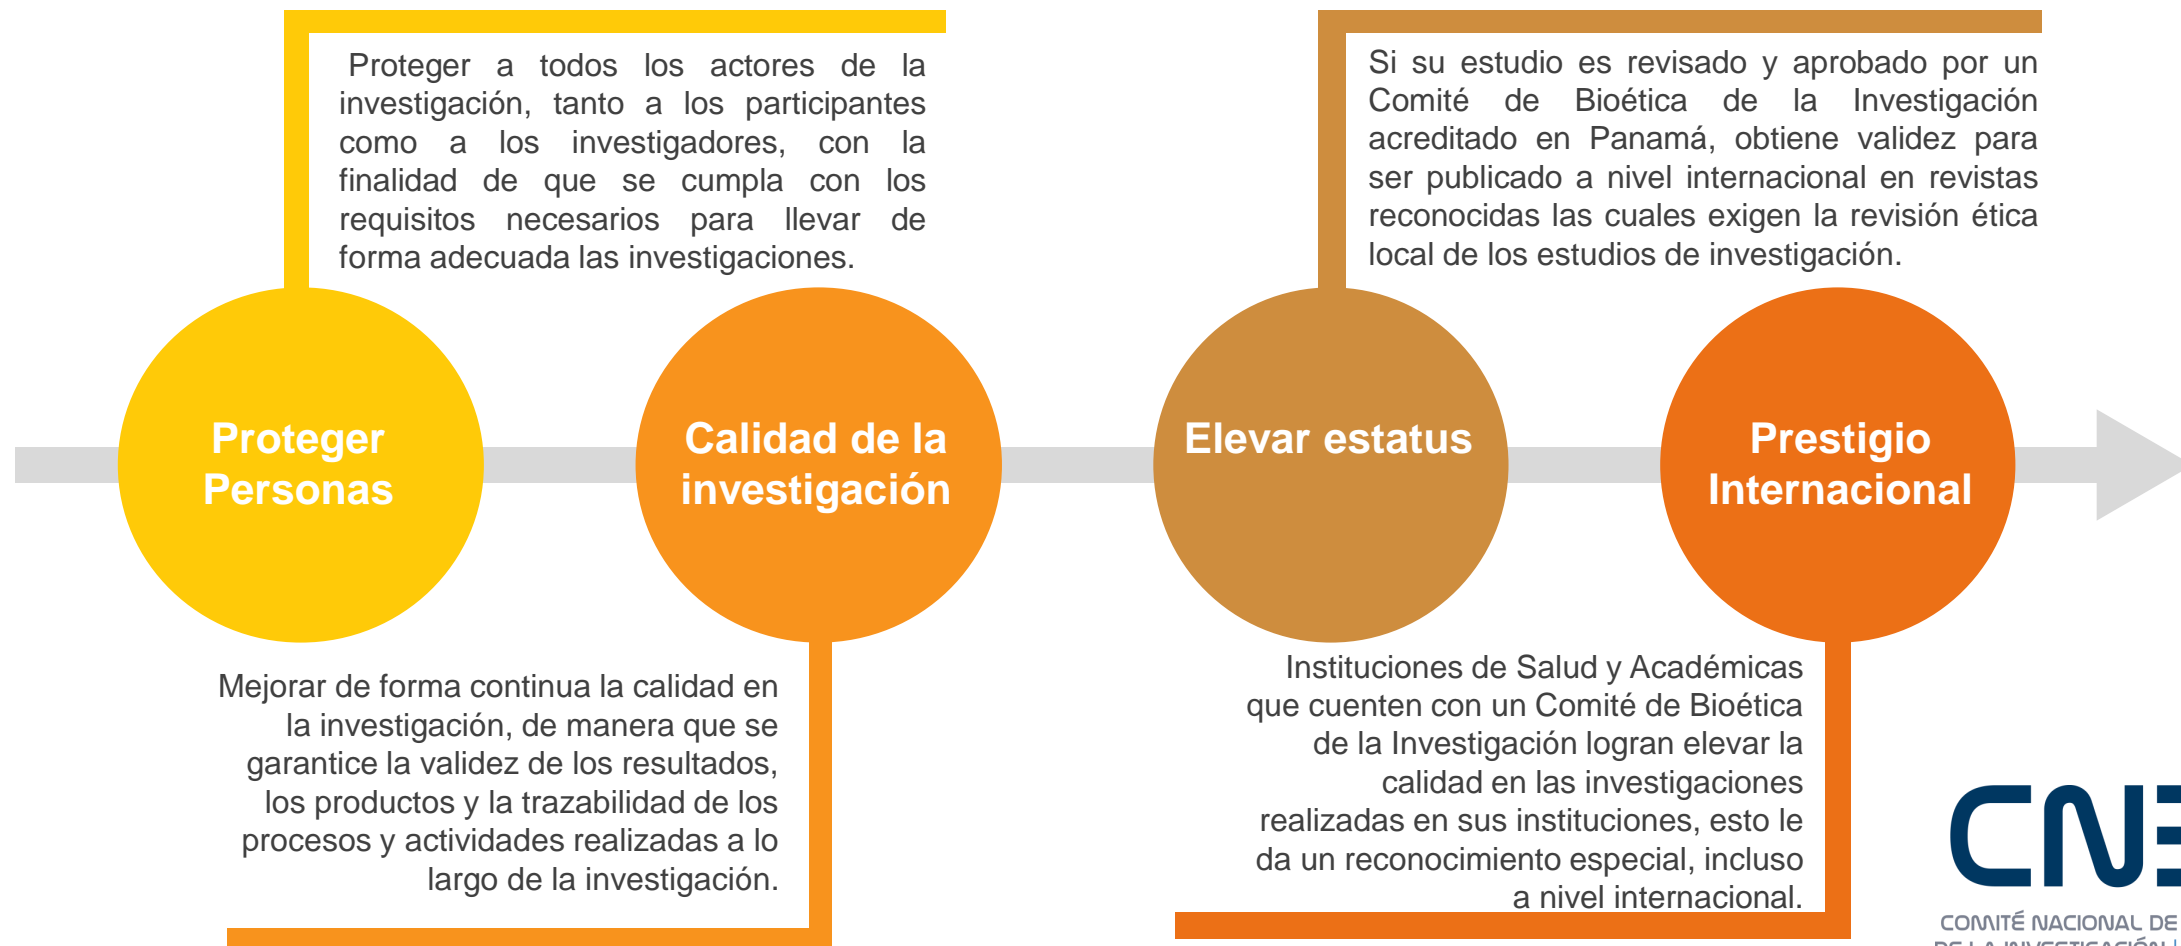 Proteger a todos los actores de la
investigación, tanto a los participantes
como a los investigadores, con la
finalidad de que se cumpla con los
requisitos necesarios para llevar de
forma adecuada las investigaciones.
Si su estudio es revisado y aprobado por un
Comité de Bioética de la Investigación
acreditado en Panamá, obtiene validez para
ser publicado a nivel internacional en revistas
reconocidas las cuales exigen la revisión ética
local de los estudios de investigación.
Proteger
Personas
Calidad de la
investigación
Elevar estatus
Prestigio
Internacional
Mejorar de forma continua la calidad en
la investigación, de manera que se
garantice la validez de los resultados,
los productos y la trazabilidad de los
procesos y actividades realizadas a lo
largo de la investigación.
Instituciones de Salud y Académicas
que cuenten con un Comité de Bioética
de la Investigación logran elevar la
calidad en las investigaciones
realizadas en sus instituciones, esto le
da un reconocimiento especial, incluso
a nivel internacional.
CNE
COMITÉ NACIONAL DE
DE LA INVESTIGACIÓN